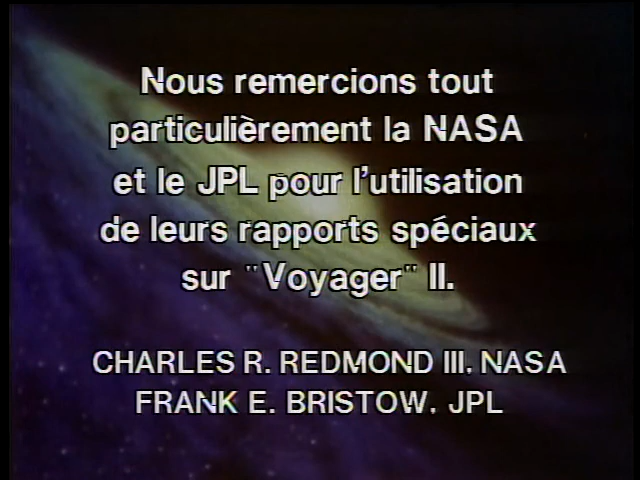 Nous remercions tout
particulièrement la NASA
et le JPL pour l'utilisation
de leurs rapports spéciaux
sur "Voyager" II.
CHARLES R. REDMOND III, NASA
FRANK E. BRISTOW, JPL